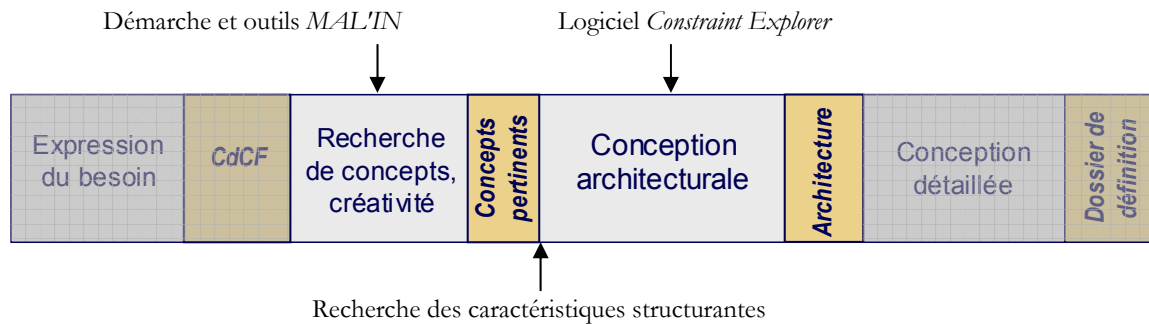 Démarche et outils MAL'IN
Logiciel Constraint Explorer
Expression
du besoin
CdCF
Recherche
de concepts,
créativité
Concepts
pertinents
Conception
architecturale
Architecture
Conception
détaillée
Dossier de
définition
Recherche des caractéristiques structurantes